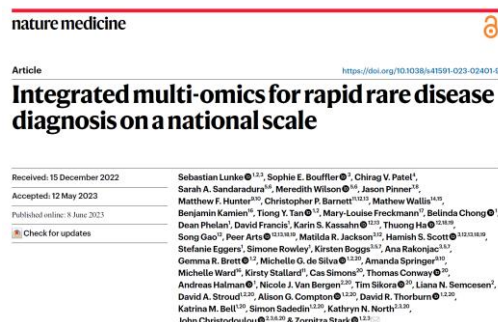 nature medicine
Article
https://doi.org/10.1038/s41591-023-02401-9
Integrated multi-omics for rapid rare disease
diagnosis on a national scale
Received: 15 December 2022
Accepted: 12 May 2023
Published online: 8 June 2023
Check for updates
Sebastian Lunke, Sophie E. Bouffler, Chirag V. Patel,
Sarah A. Sandaradura, Meredith Wilson, Jason Pinner,
Matthew F. Hunter, Christopher P. Barnett, Mathew Wallis,
Benjamin Kamien, Tiong Y. Tan, Mary-Louise Freckmann, Belinda Chong,
Dean Phelan, David Francis, Karin S. Kassahn, Thuong Ha,
Song Gao, Peer Arts, Matilda R. Jackson, Hamish S. Scott,
Stefanie Eggers, Simone Rowley, Kirsten Boggs, Ana Rakonjac,
Gemma R. Brett, Michelle G. de Silva, Amanda Springer,
Michelle Ward, Kirsty Stallard, Cas Simons, Thomas Conway,
Andreas Halman, Nicole J. Van Bergen, Tim Sikora, Liana N. Semcesen,
David A. Stroud, Alison G. Compton, David R. Thorburn,
Katrina M. Bell, Simon Sadedin, Kathryn N. North,
John Christodoulou & Zornitza Stark